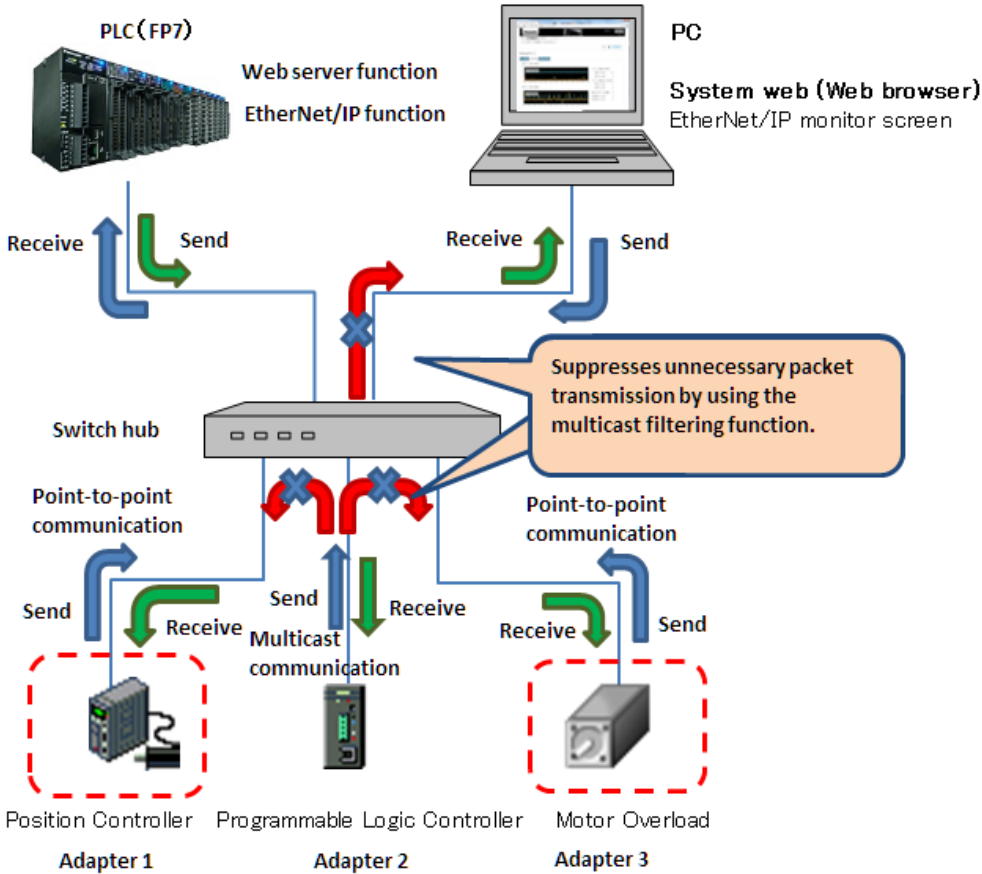 PLC(FP7)
Web server function
EtherNet/IP function
PC
System web (Web browser)
EtherNet/IP monitor screen
Receive
Send
Receive
Send
Suppresses unnecessary packet
transmission by using the
multicast filtering function.
Switch hub
Point-to-point
communication
Point-to-point
communication
Send
Receive
Send
Multicast
communication
Receive
Receive
Send
Position Controller
Adapter 1
Programmable Logic Controller
Adapter 2
Motor Overload
Adapter 3